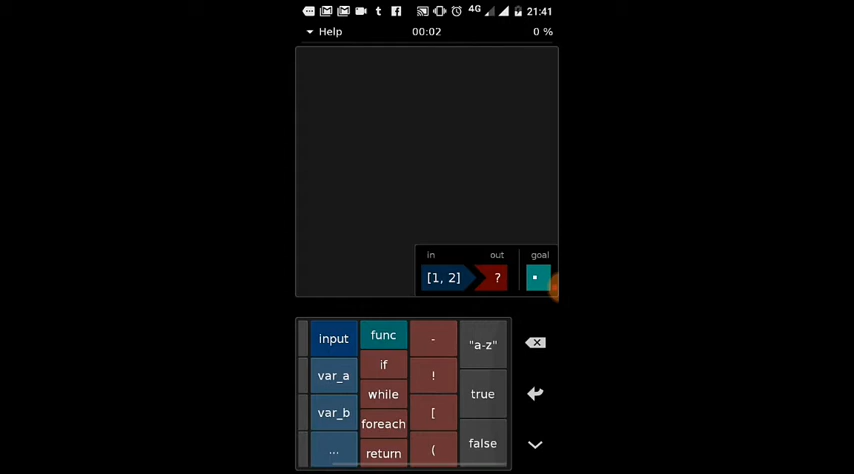 4G 21:41
Help 00:02 0 %
in out goal
[1, 2] ?
input func - "a-z"
if
var_a ! true
while
var_b [
foreach
... return ( false